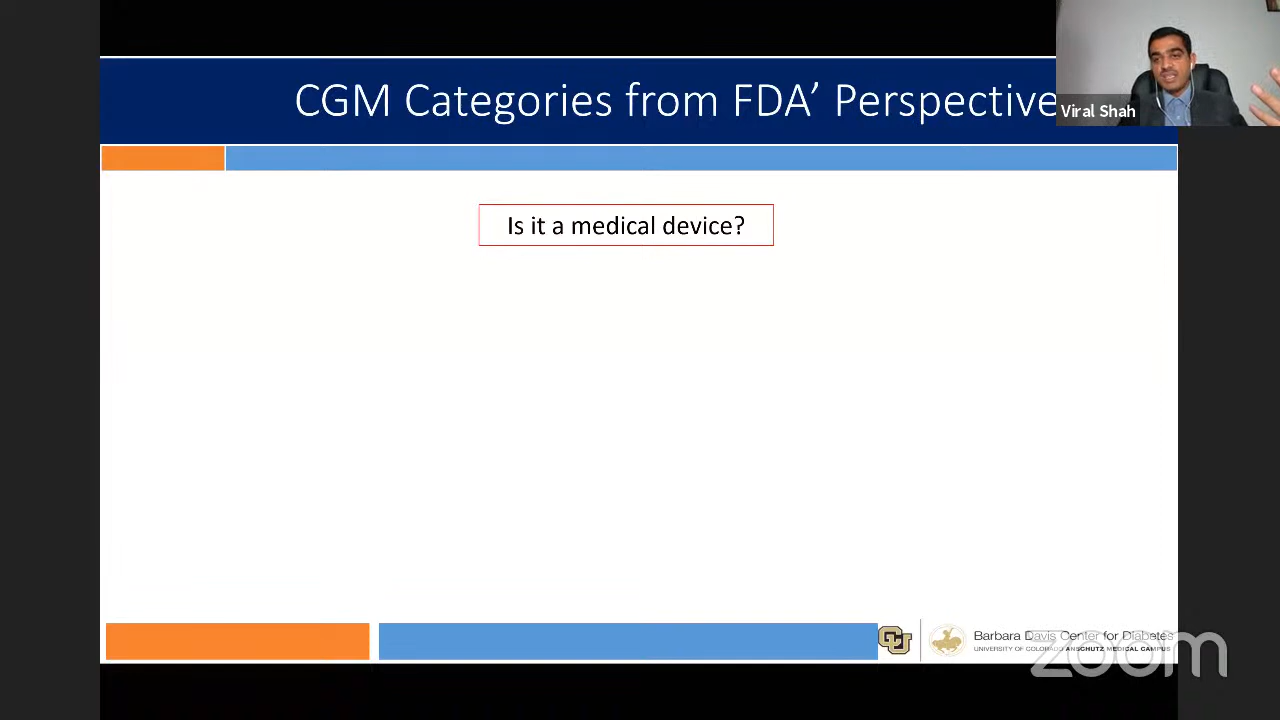 CGM Categories from FDA’ Perspective
Viral Shah
Is it a medical device?
CU
Barbara Davis Center for Diabetes
UNIVERSITY OF COLORADO ANSCHUTZ MEDICAL CAMPUS
zoom